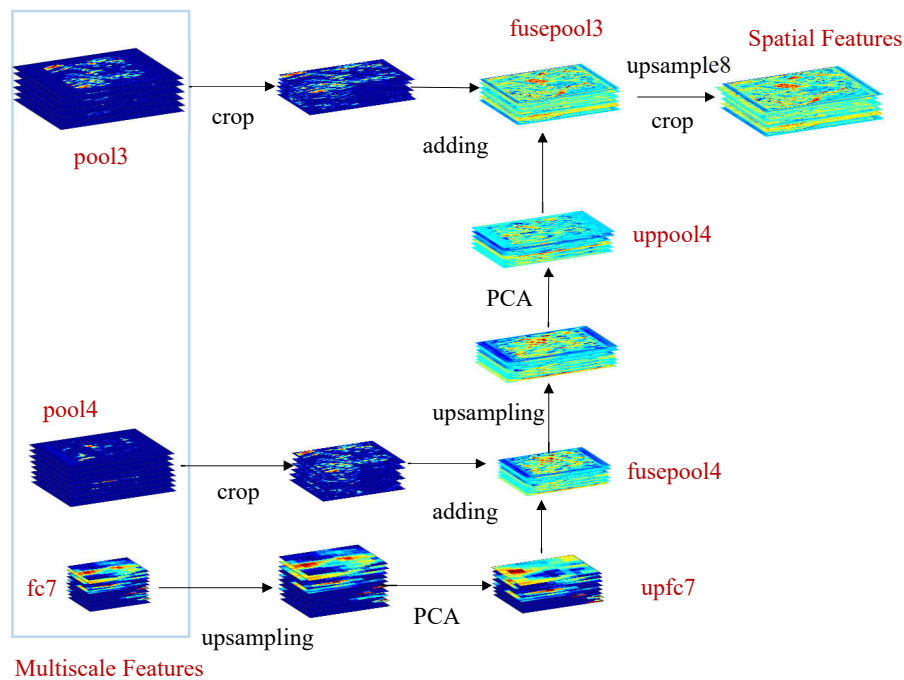 fusepool3
Spatial Features
upsample8
crop
crop
adding
pool3
uppool4
PCA
pool4
upsampling
fusepool4
crop
adding
fc7
upfc7
PCA
upsampling
Multiscale Features